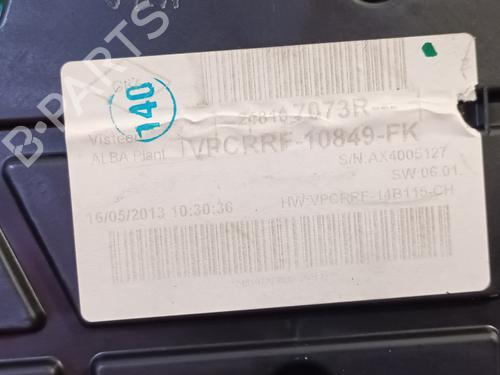 140
7073R---
Visteon
ALBA Plant
VPCRRF-10849-FK
S/N:AX4005127
SW:06.01
16/05/2013 10:30:36
HW:VPCRRF-14B115-CH
B-PARTS